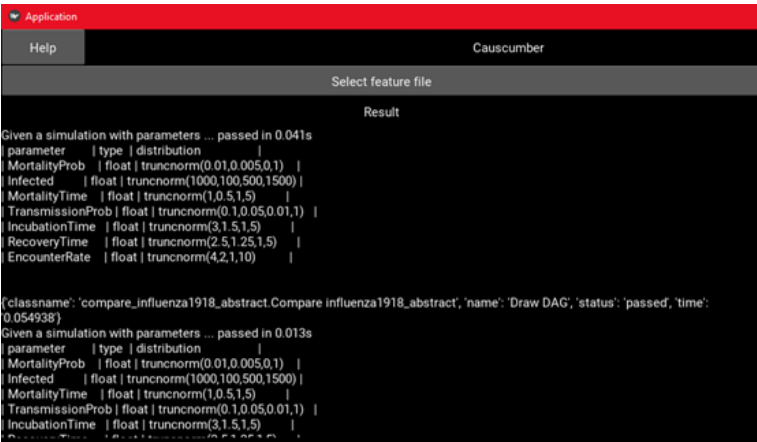 Application
Help
Causcumber
Select feature file
Result
Given a simulation with parameters ... passed in 0.041s
| parameter | type | distribution |
| MortalityProb | float | truncnorm(0.01,0.005,0,1) |
| Infected | float | truncnorm(1000,100,500,1500) |
| MortalityTime | float | truncnorm(1,0.5,1,5) |
| TransmissionProb | float | truncnorm(0.1,0.05,0.01,1) |
| IncubationTime | float | truncnorm(3,1.5,1,5) |
| RecoveryTime | float | truncnorm(2.5,1.25,1,5) |
| EncounterRate | float | truncnorm(4,2,1,10) |
{'classname': 'compare_influenza1918_abstract.Compare influenza1918_abstract', 'name': 'Draw DAG', 'status': 'passed', 'time':
'0.054938'}
Given a simulation with parameters ... passed in 0.013s
| parameter | type | distribution |
| MortalityProb | float | truncnorm(0.01,0.005,0,1) |
| Infected | float | truncnorm(1000,100,500,1500) |
| MortalityTime | float | truncnorm(1,0.5,1,5) |
| TransmissionProb | float | truncnorm(0.1,0.05,0.01,1) |
| IncubationTime | float | truncnorm(3,1.5,1,5) |